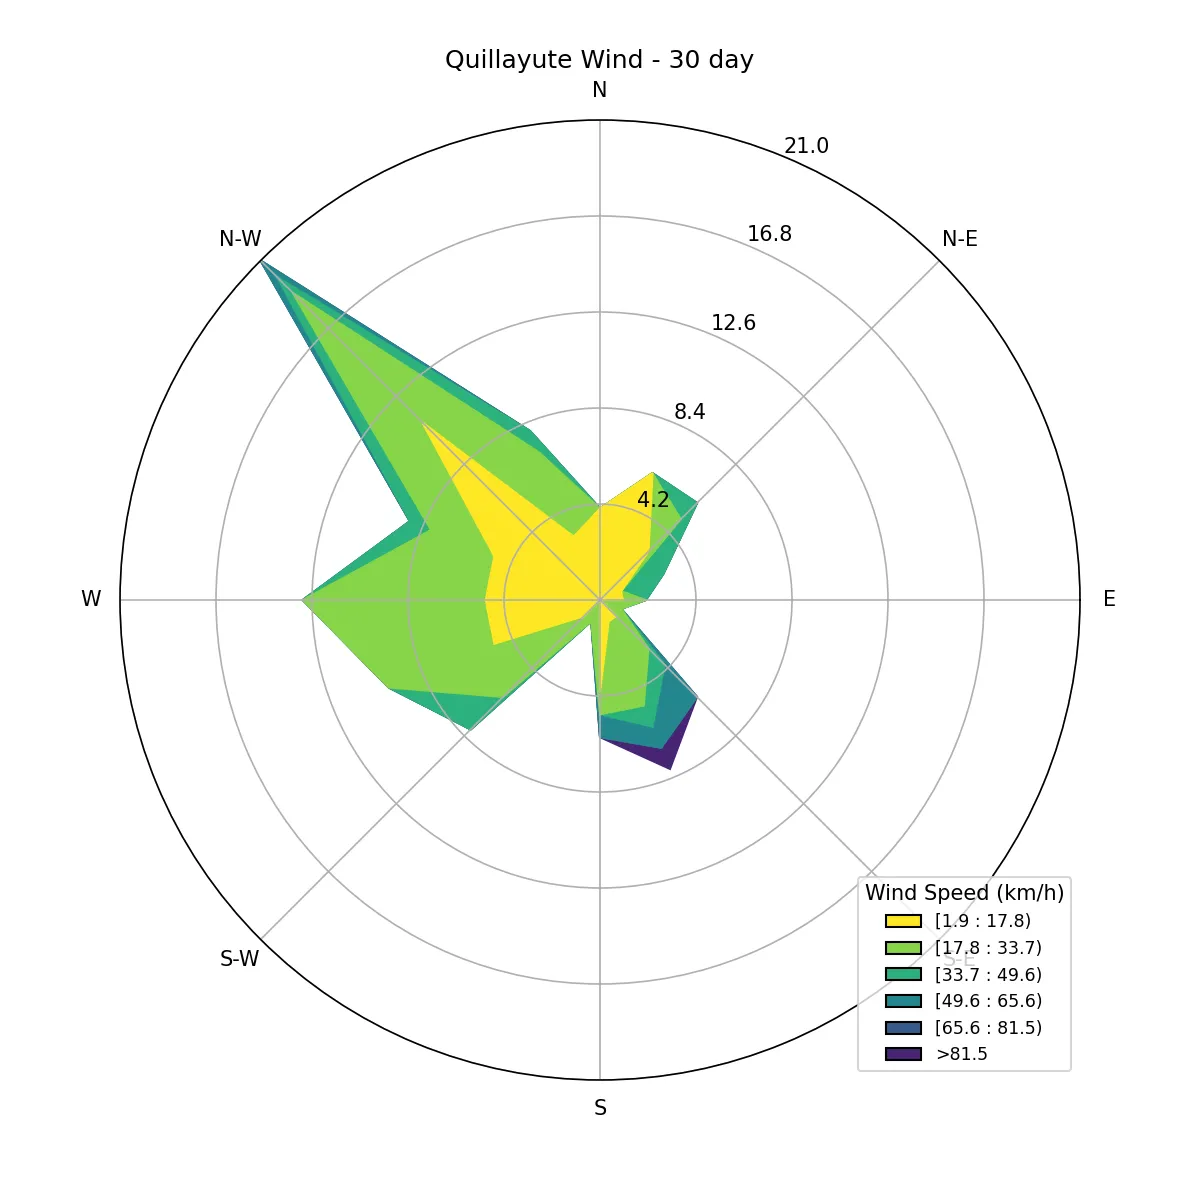 Quillayute Wind - 30 day
N
21.0
16.8
N-W
N-E
12.6
8.4
4.2
W
E
Wind Speed (km/h)
[1.9 : 17.8)
[17.8 : 33.7)
S-W
S-E
[33.7 : 49.6)
[49.6 : 65.6)
[65.6 : 81.5)
>81.5
S